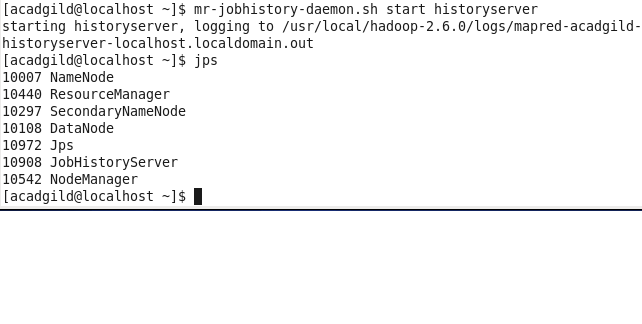 [acadgild@localhost ~]$ mr-jobhistory-daemon.sh start historyserver
starting historyserver, logging to /usr/local/hadoop-2.6.0/logs/mapred-acadgild-
historyserver-localhost.localdomain.out
[acadgild@localhost ~]$ jps
10007 NameNode
10440 ResourceManager
10297 SecondaryNameNode
10108 DataNode
10972 Jps
10908 JobHistoryServer
10542 NodeManager
[acadgild@localhost ~]$